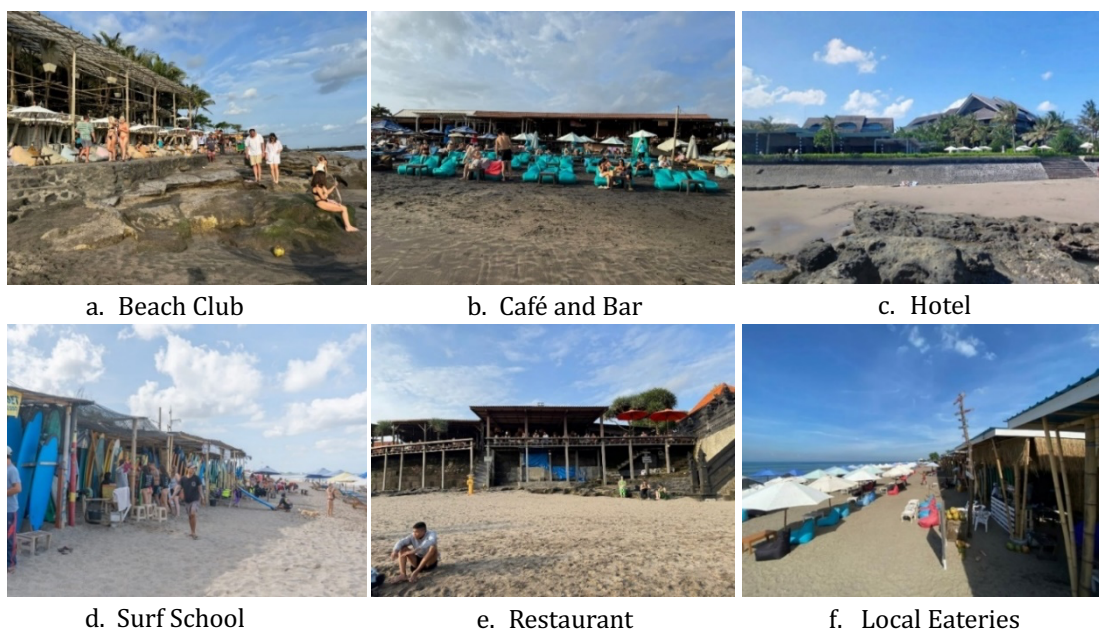 a. Beach Club
b. Café and Bar
c. Hotel
d. Surf School
e. Restaurant
f. Local Eateries